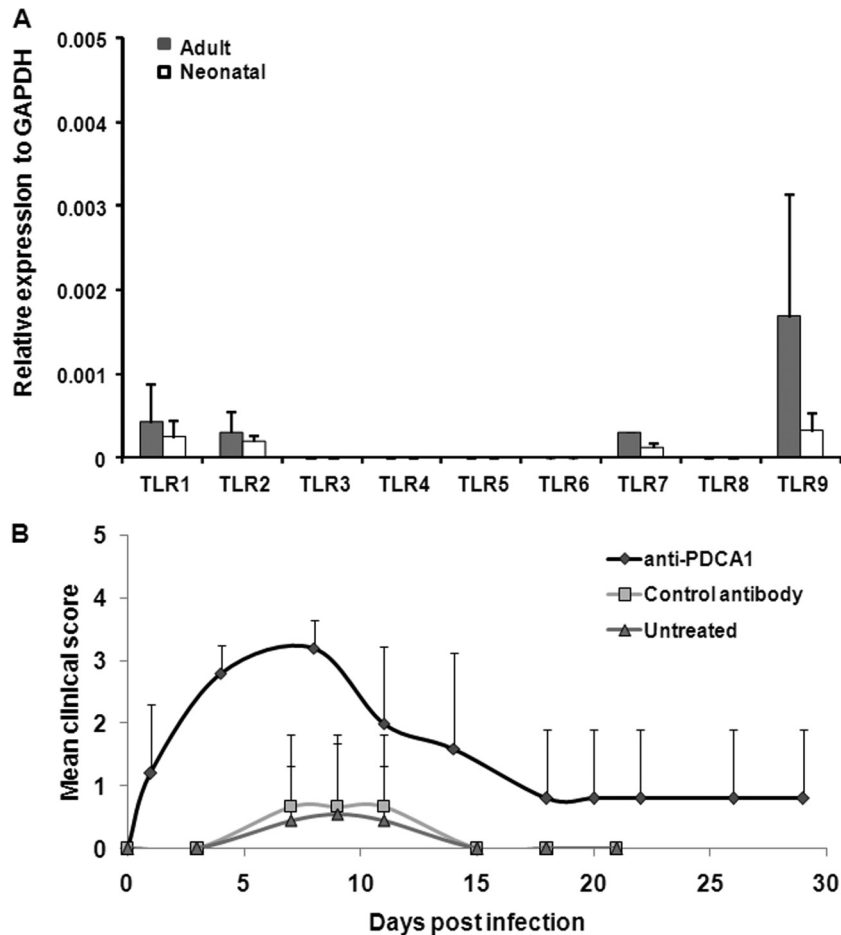 A
Relative expression to GAPDH
0.005
0.004
0.003
0.002
0.001
0
Adult
Neonatal
TLR1 TLR2 TLR3 TLR4 TLR5 TLR6 TLR7 TLR8 TLR9
B
Mean clinical score
5
4
3
2
1
0
anti-PDCA1
Control antibody
Untreated
0 5 10 15 20 25 30
Days post infection